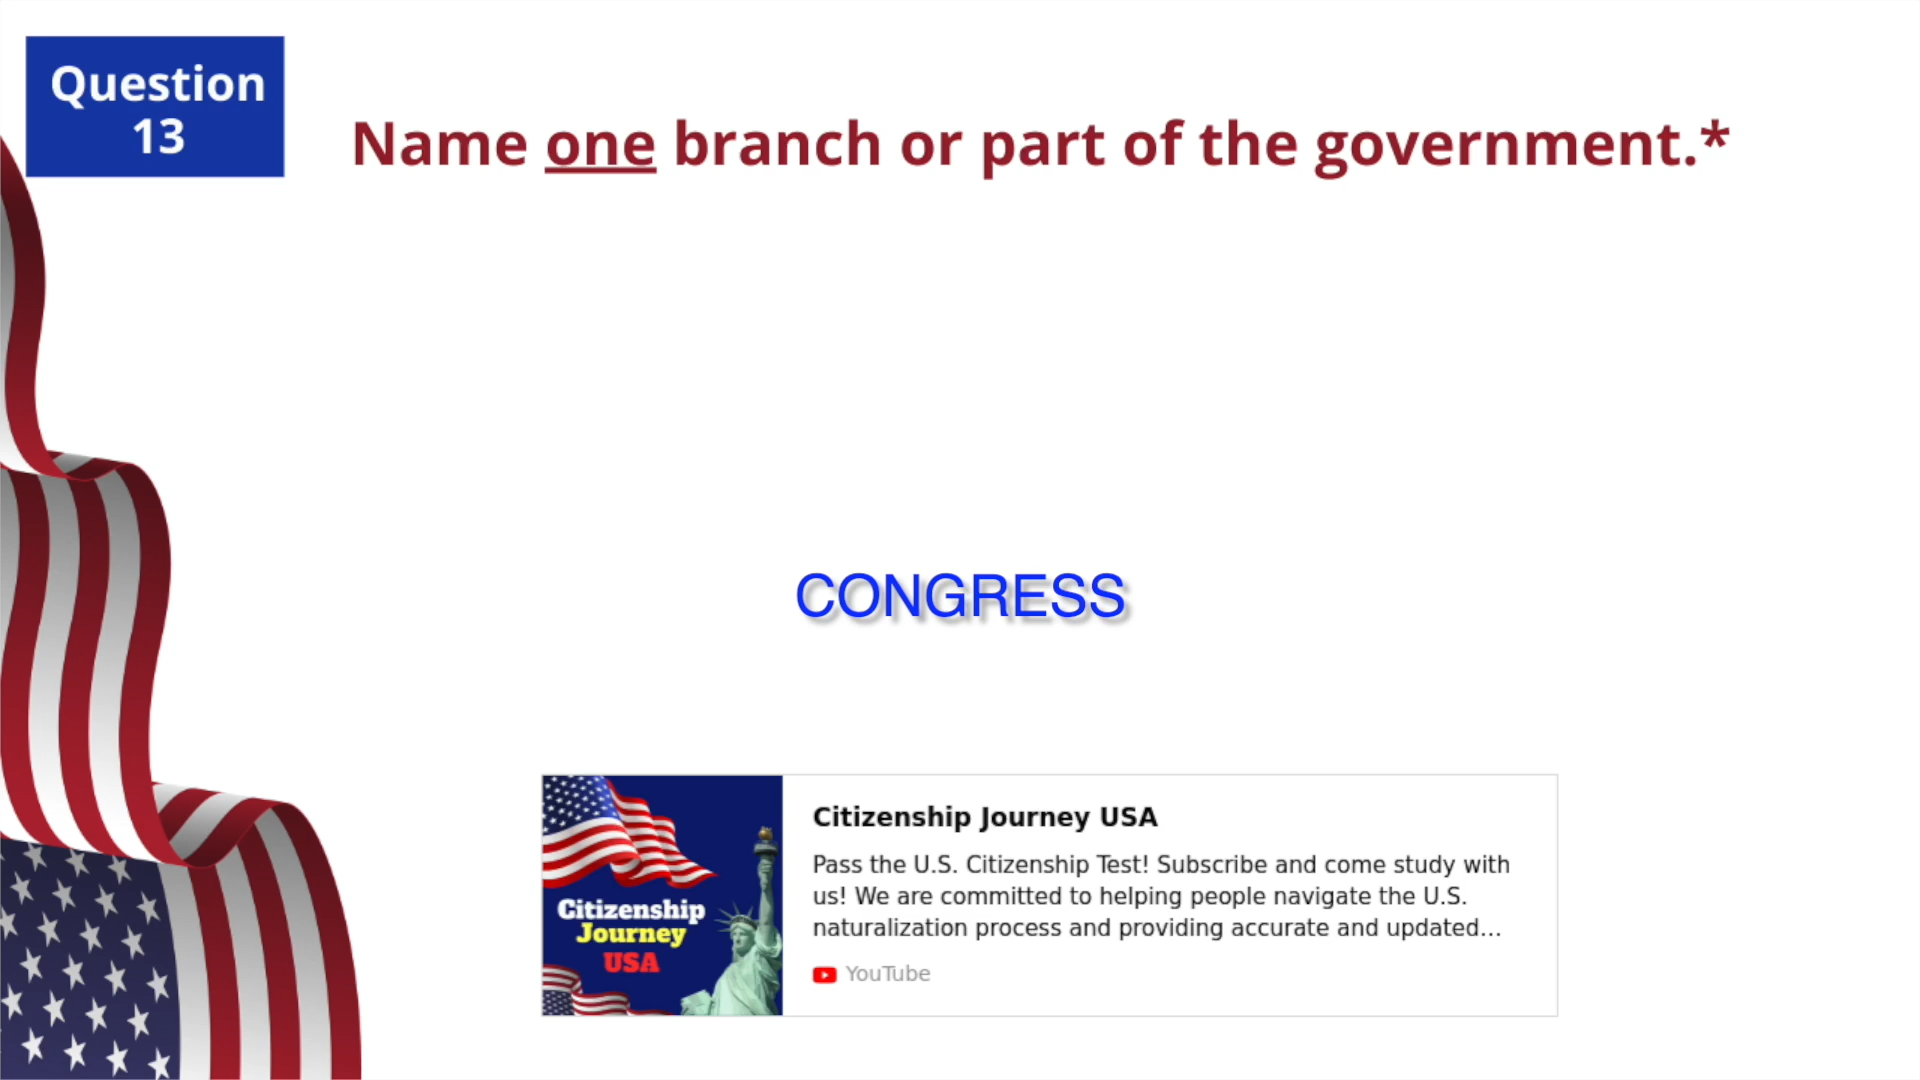 Question
13
Name one branch or part of the government.*
CONGRESS
Citizenship
Journey
USA
Citizenship Journey USA
Pass the U.S. Citizenship Test! Subscribe and come study with
us! We are committed to helping people navigate the U.S.
naturalization process and providing accurate and updated...
YouTube